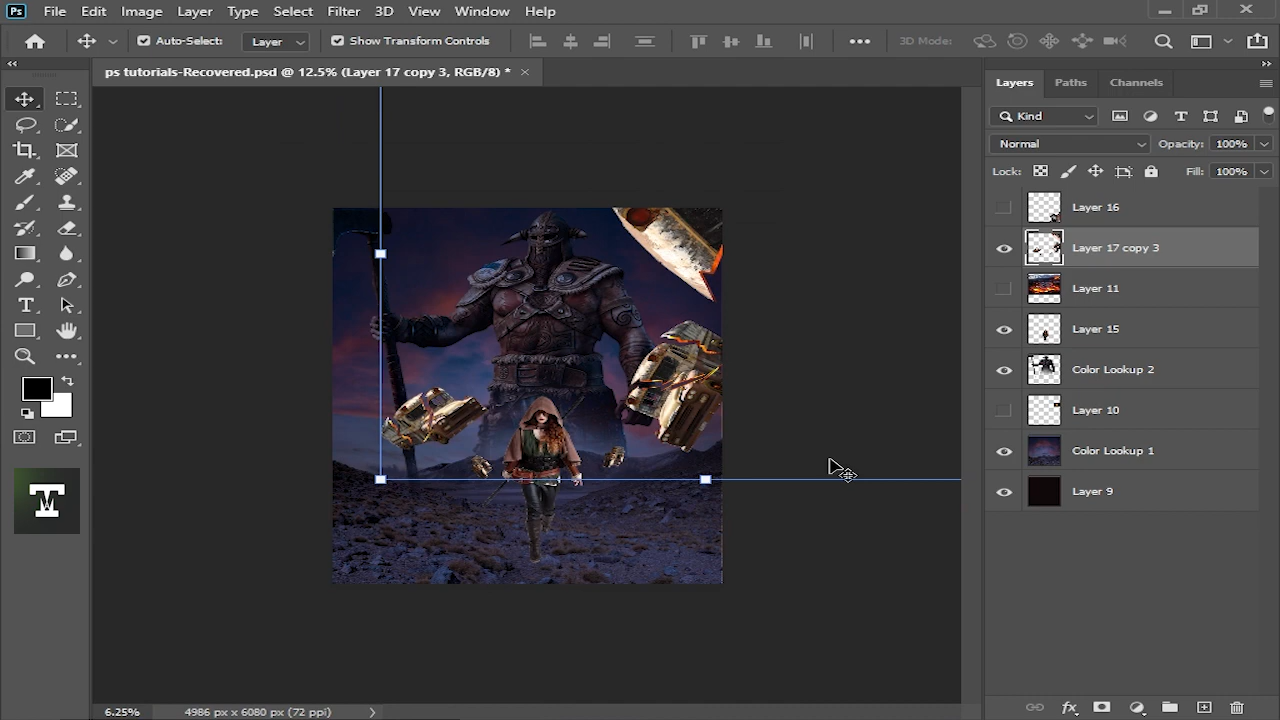 Ps File Edit Image Layer Type Select Filter 3D View Window Help
Auto-Select: Layer Show Transform Controls 3D Mode:
ps tutorials-Recovered.psd @ 12.5% (Layer 17 copy 3, RGB/8) *
Layers Paths Channels
Kind
Normal Opacity: 100%
Lock: Fill: 100%
Layer 16
Layer 17 copy 3
Layer 11
Layer 15
Color Lookup 2
Layer 10
Color Lookup 1
Layer 9
6.25% 4986 px x 6080 px (72 ppi)